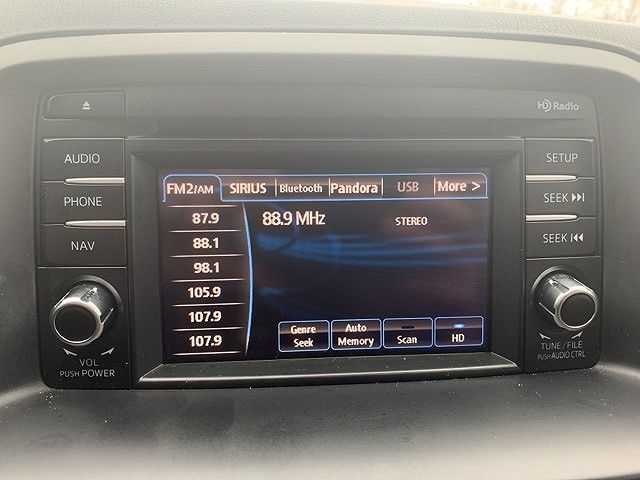 HD Radio
AUDIO
PHONE
NAV
VOL
PUSH POWER
FM2/AM SIRIUS Bluetooth Pandora USB More >
87.9
88.1
98.1
105.9
107.9
107.9
88.9 MHz STEREO
Genre Seek
Auto Memory
Scan
HD
SETUP
SEEK
SEEK
TUNE/FILE
PUSH AUDIO CTRL